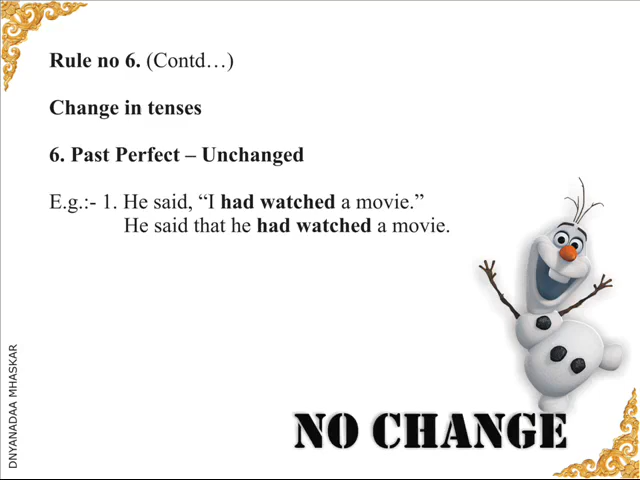 Rule no 6. (Contd…)
Change in tenses
6. Past Perfect – Unchanged
E.g.:- 1. He said, “I had watched a movie.”
He said that he had watched a movie.
DNYANADAA MHASKAR
NO CHANGE